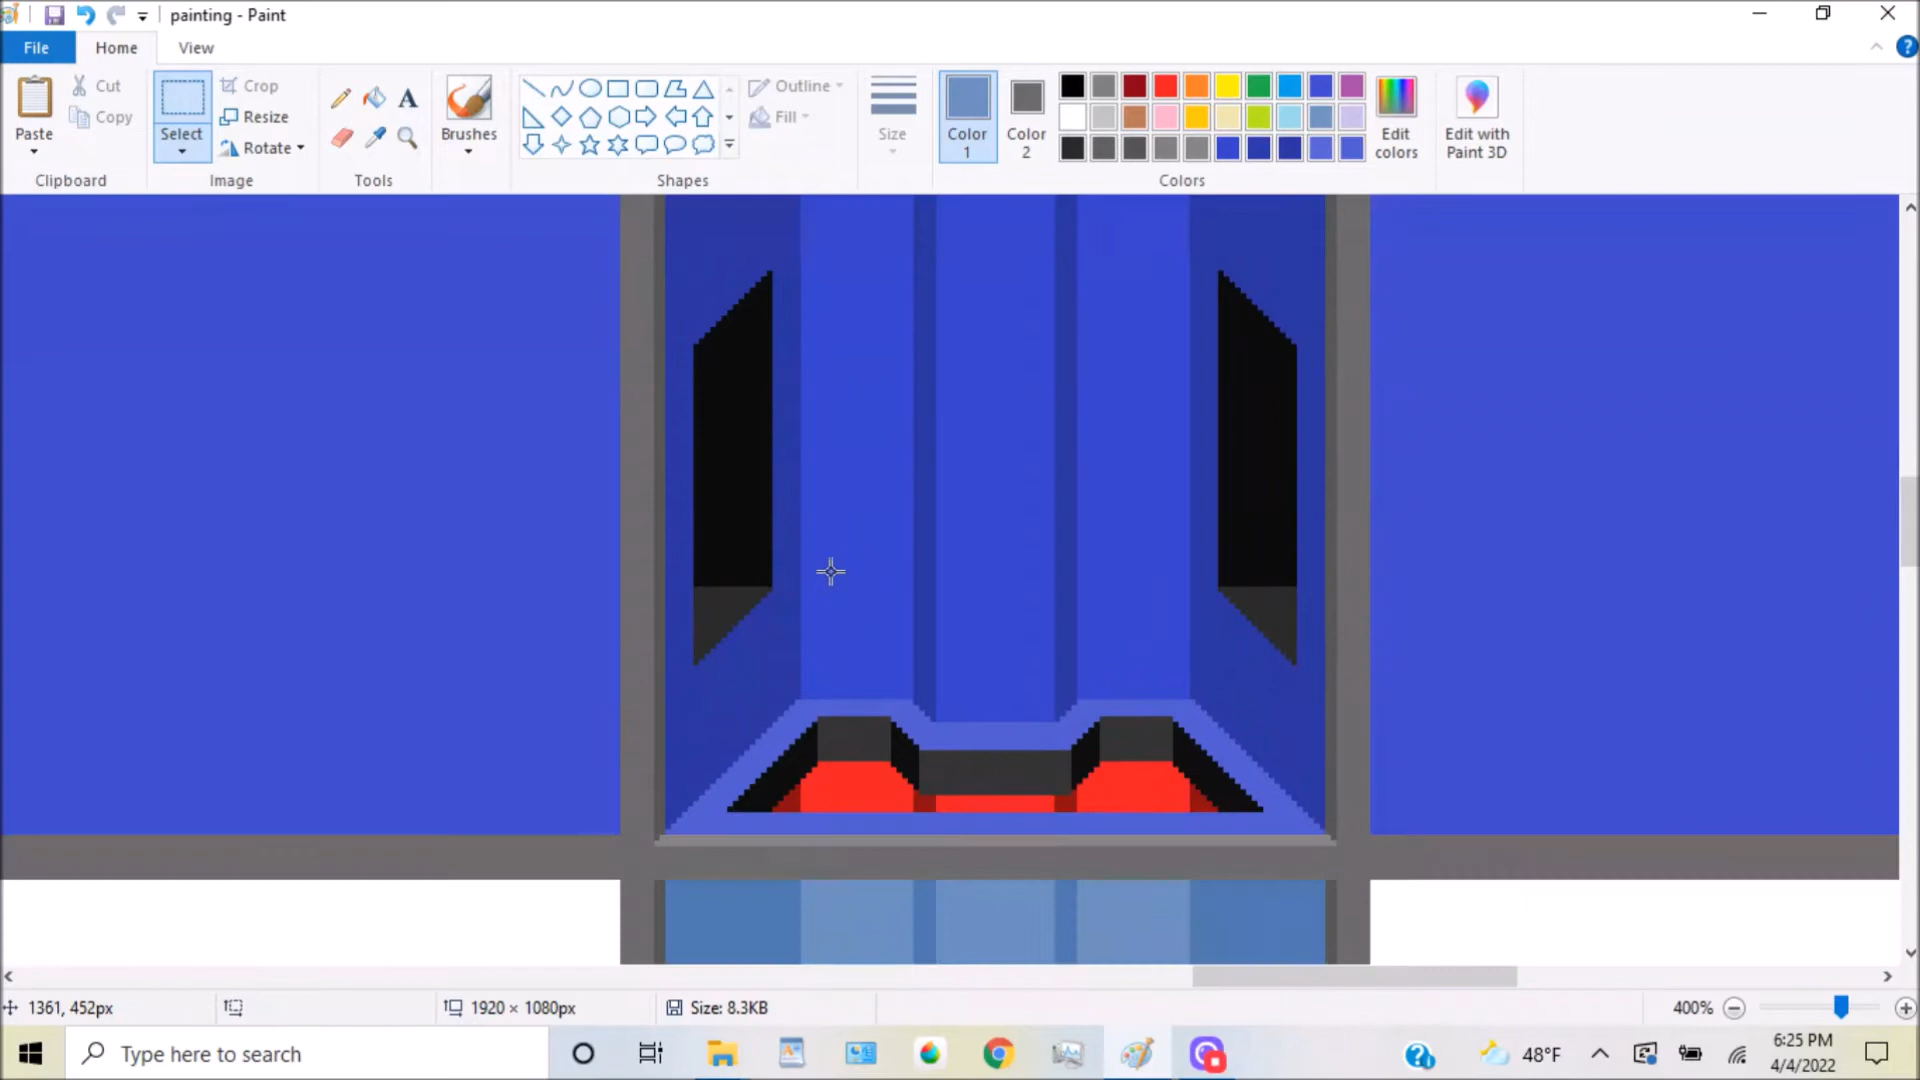 painting - Paint
File Home View
Paste Cut Copy Clipboard
Select Crop Resize Rotate Image
A
Tools
Brushes
Shapes
Outline
Fill
Size
Color 1
Color 2
Colors
Edit colors
Edit with Paint 3D
1361, 452px
1920 × 1080px
Size: 8.3KB
400%
Type here to search
48°F
6:25 PM
4/4/2022